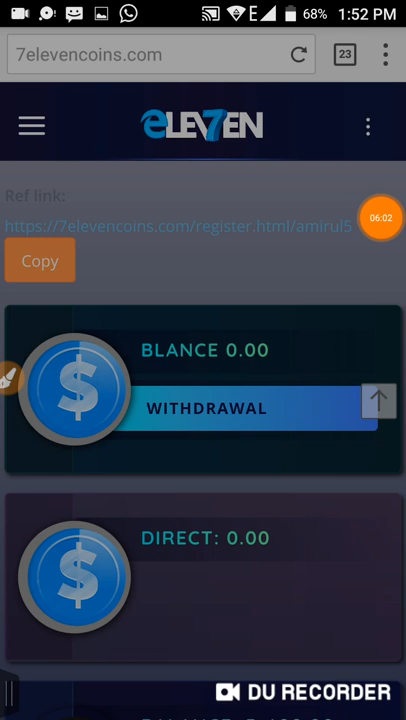 68% 1:52 PM
7elevencoins.com
23
eLEV7EN
Ref link:
https://7elevencoins.com/register.html/amirul5
06:02
Copy
BLANCE 0.00
WITHDRAWAL
DIRECT: 0.00
DU RECORDER